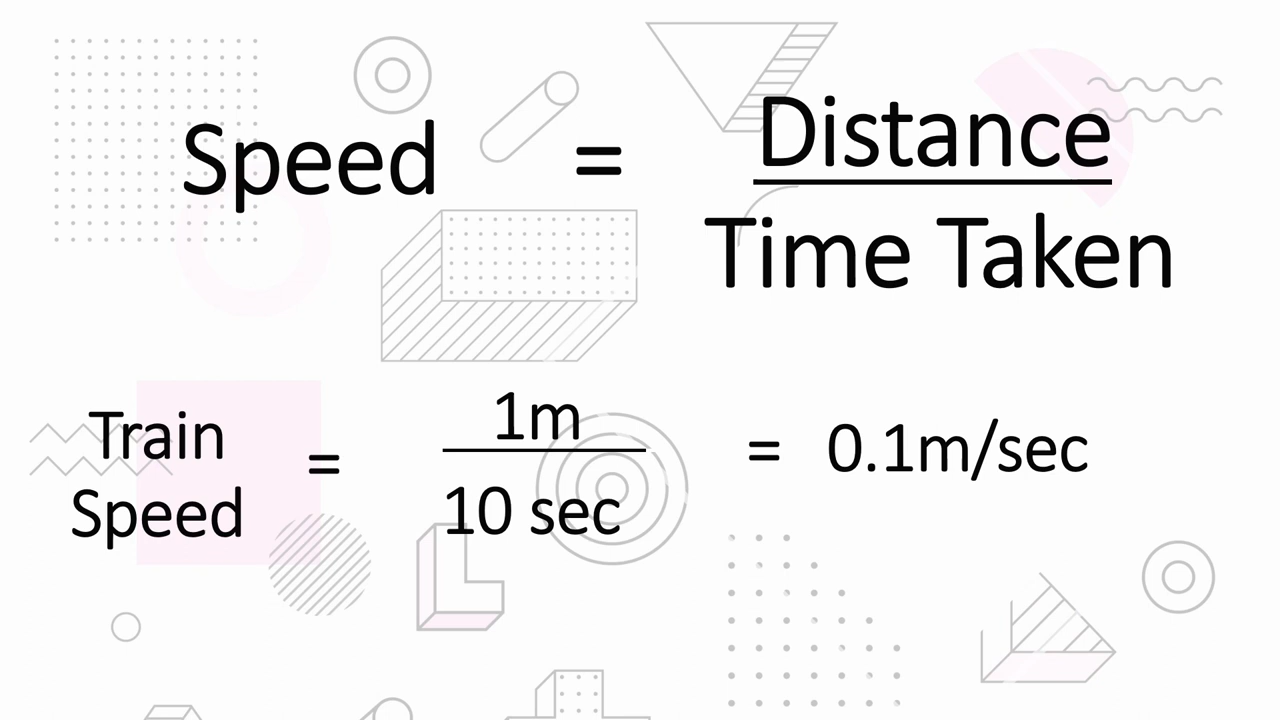 Speed = Distance
Time Taken
Train Speed = 1m
10 sec
= 0.1m/sec